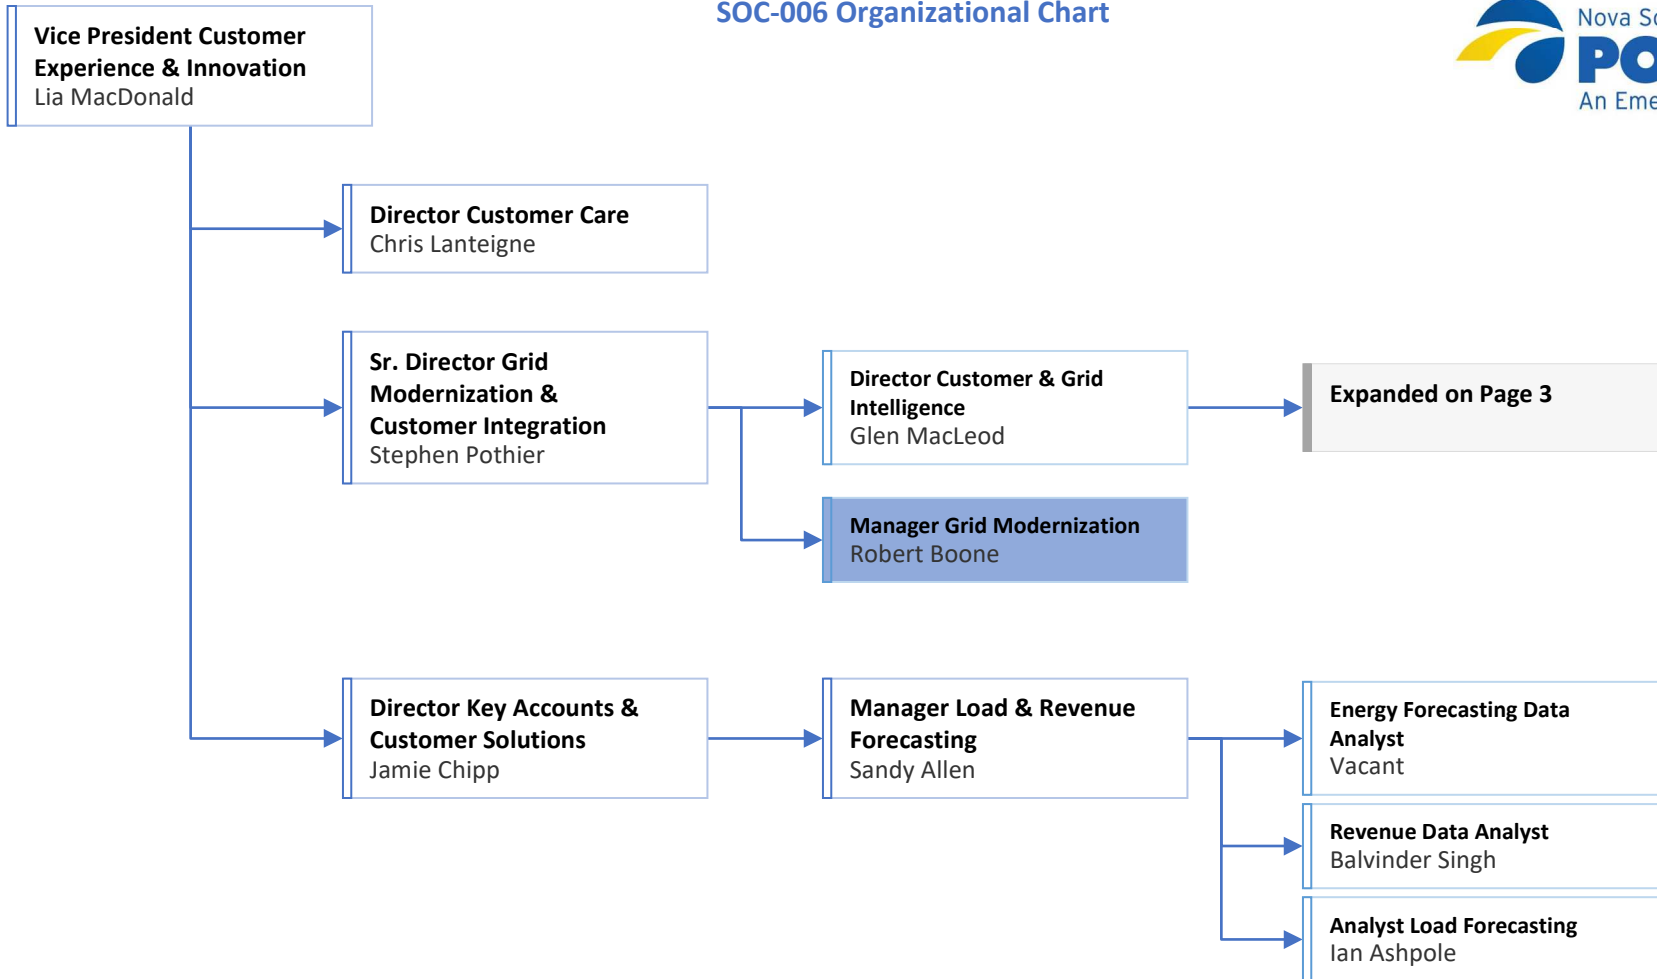 SOC-006 Organizational Chart
Nova
An
Vice President Customer
Experience & Innovation
Lia MacDonald
Director Customer Care
Chris Lanteigne
Sr. Director Grid
Modernization &
Customer Integration
Stephen Pothier
Director Customer & Grid
Intelligence
Glen MacLeod
Expanded on Page 3
Manager Grid Modernization
Robert Boone
Director Key Accounts &
Customer Solutions
Jamie Chipp
Manager Load & Revenue
Forecasting
Sandy Allen
Energy Forecasting Data
Analyst
Vacant
Revenue Data Analyst
Balvinder Singh
Analyst Load Forecasting
Ian Ashpole